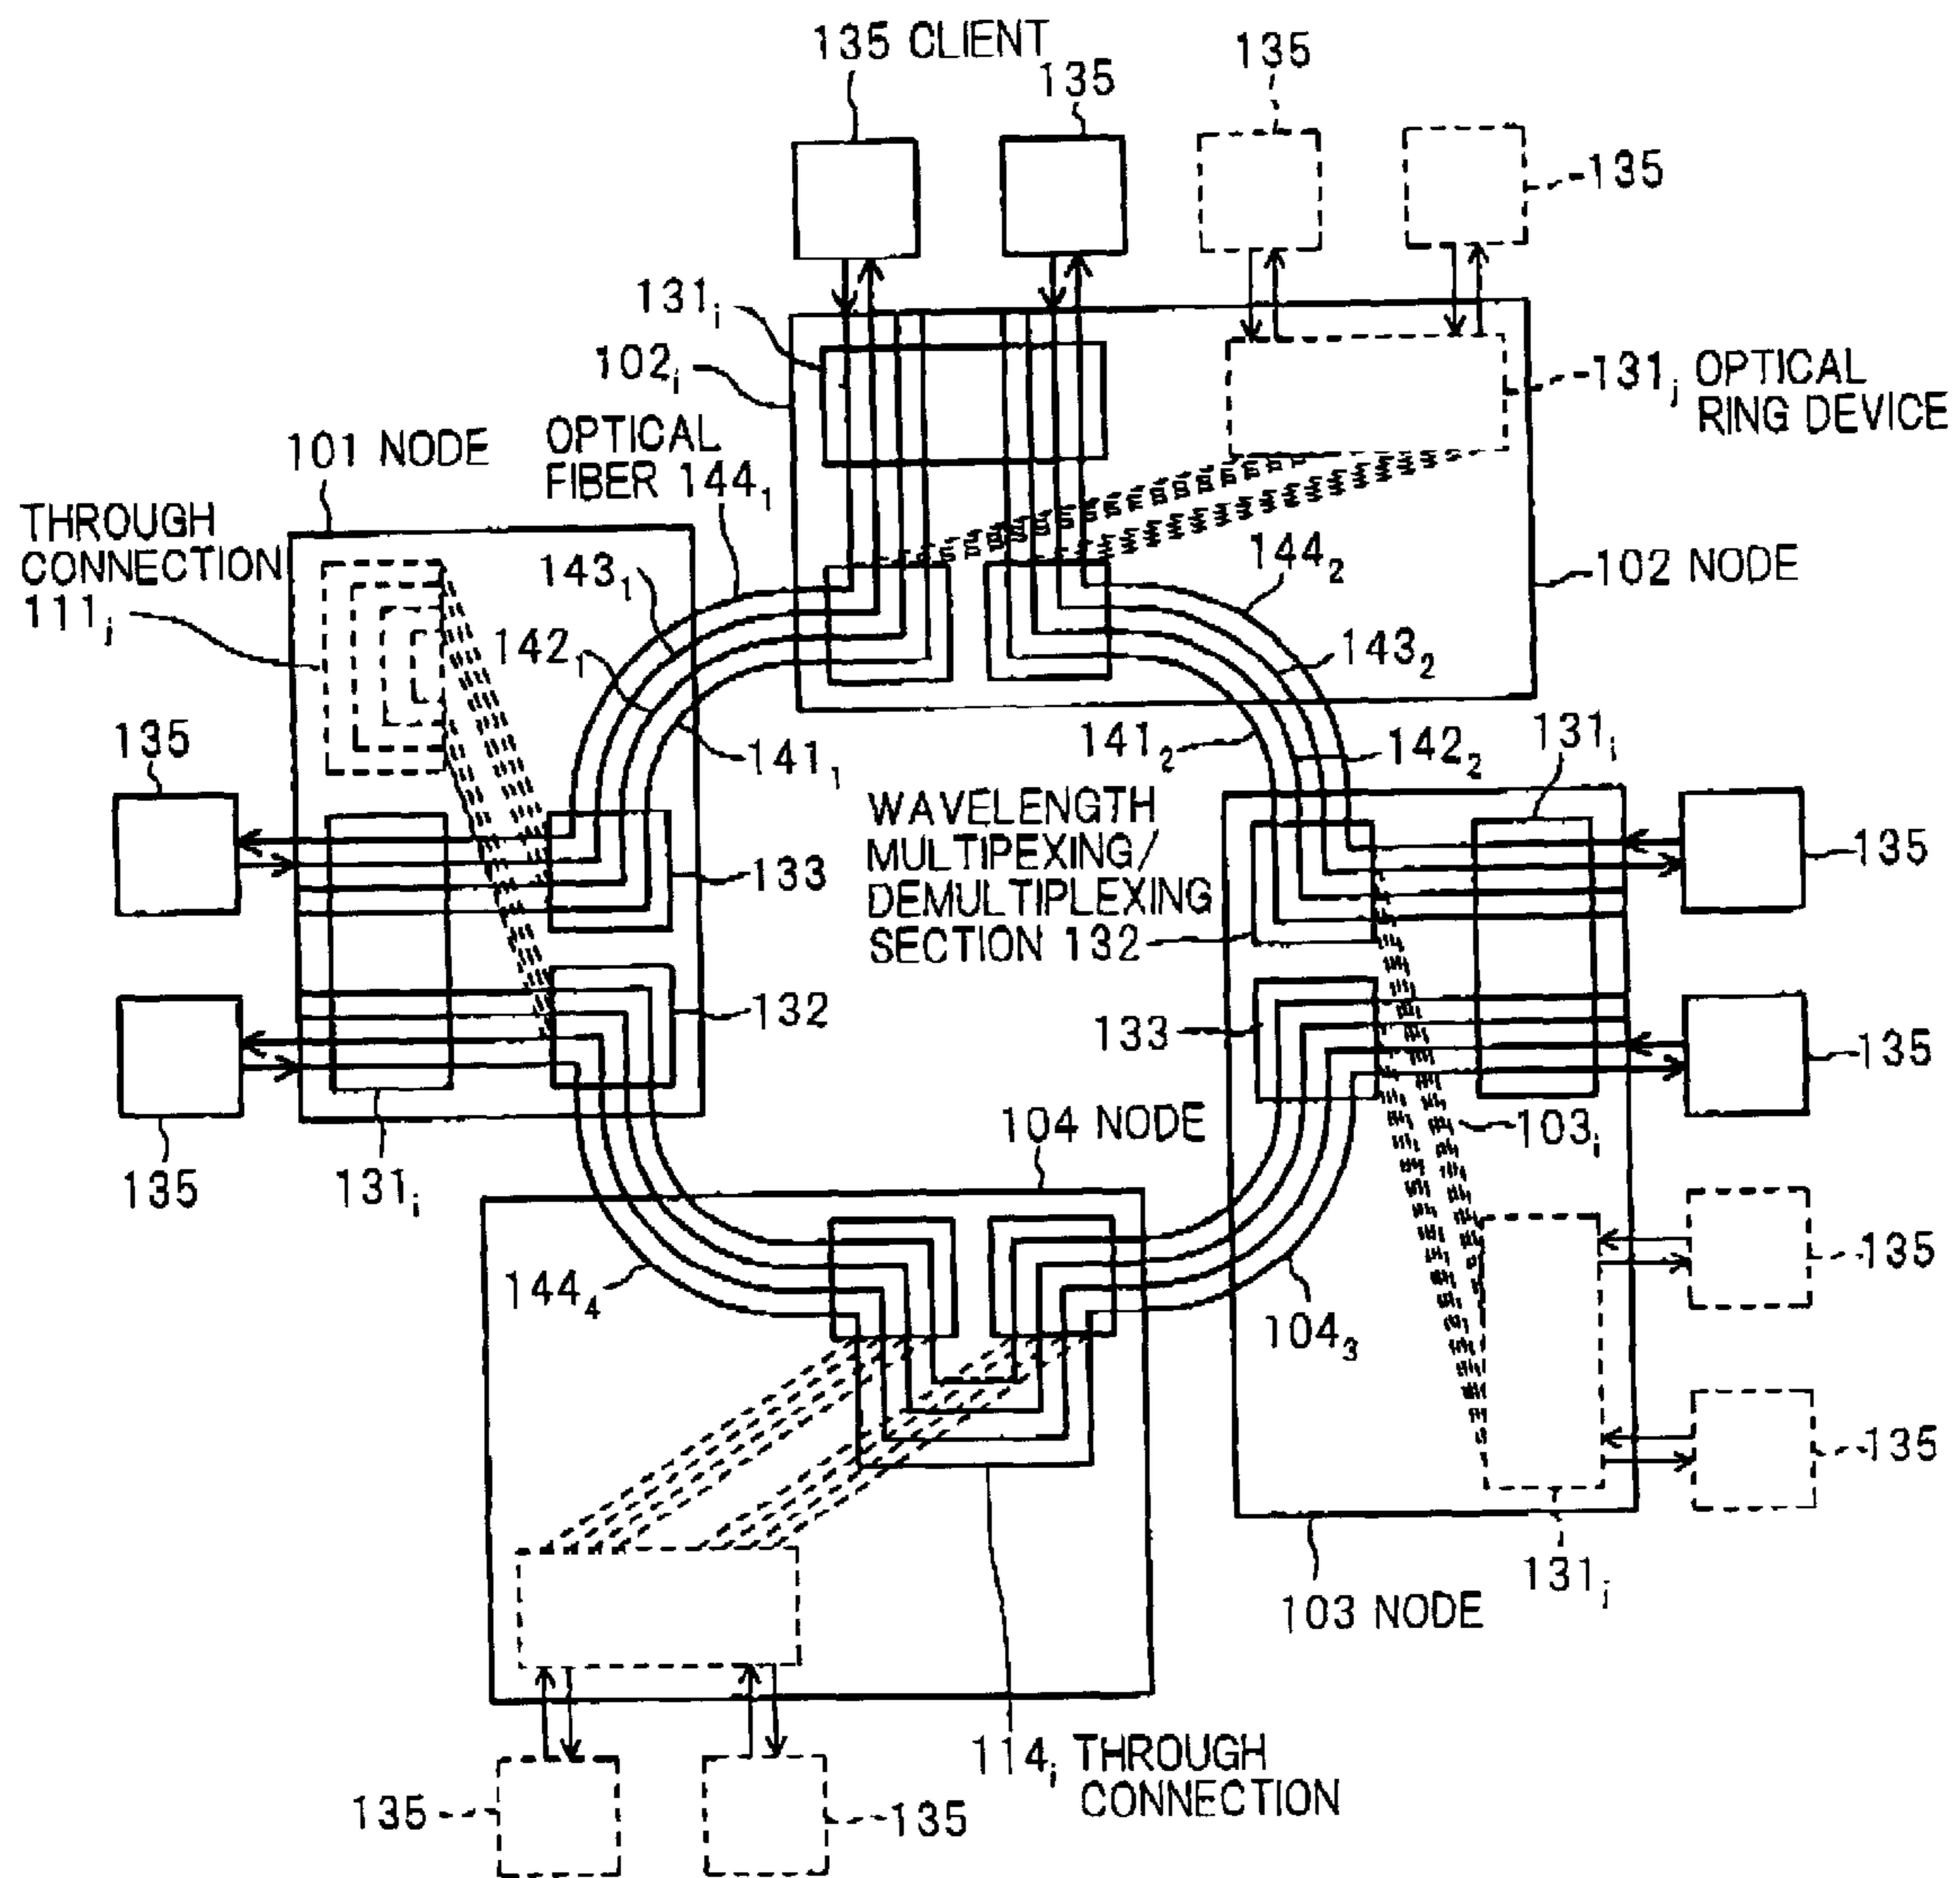 135 CLIENT
135
135
135
131i
102i
131j OPTICAL
RING DEVICE
OPTICAL
FIBER 1441
101 NODE
THROUGH
CONNECTION
111j
1431
1421
1411
1442
102 NODE
1432
1412
1422
131i
135
WAVELENGTH
MULTIPEXING/
DEMULTIPLEXING
SECTION 132
133
135
132
133
135
104 NODE
103i
135
131i
135
1444
1043
135
131j
103 NODE
114i THROUGH
CONNECTION
135
135